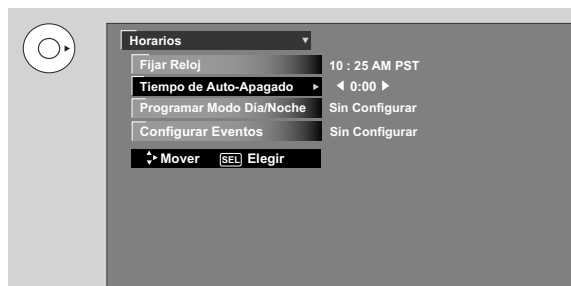 Horarios
Fijar Reloj 10 : 25 AM PST
Tiempo de Auto-Apagado 0:00
Programar Modo Día/Noche Sin Configurar
Configurar Eventos Sin Configurar
Mover SEL Elegir